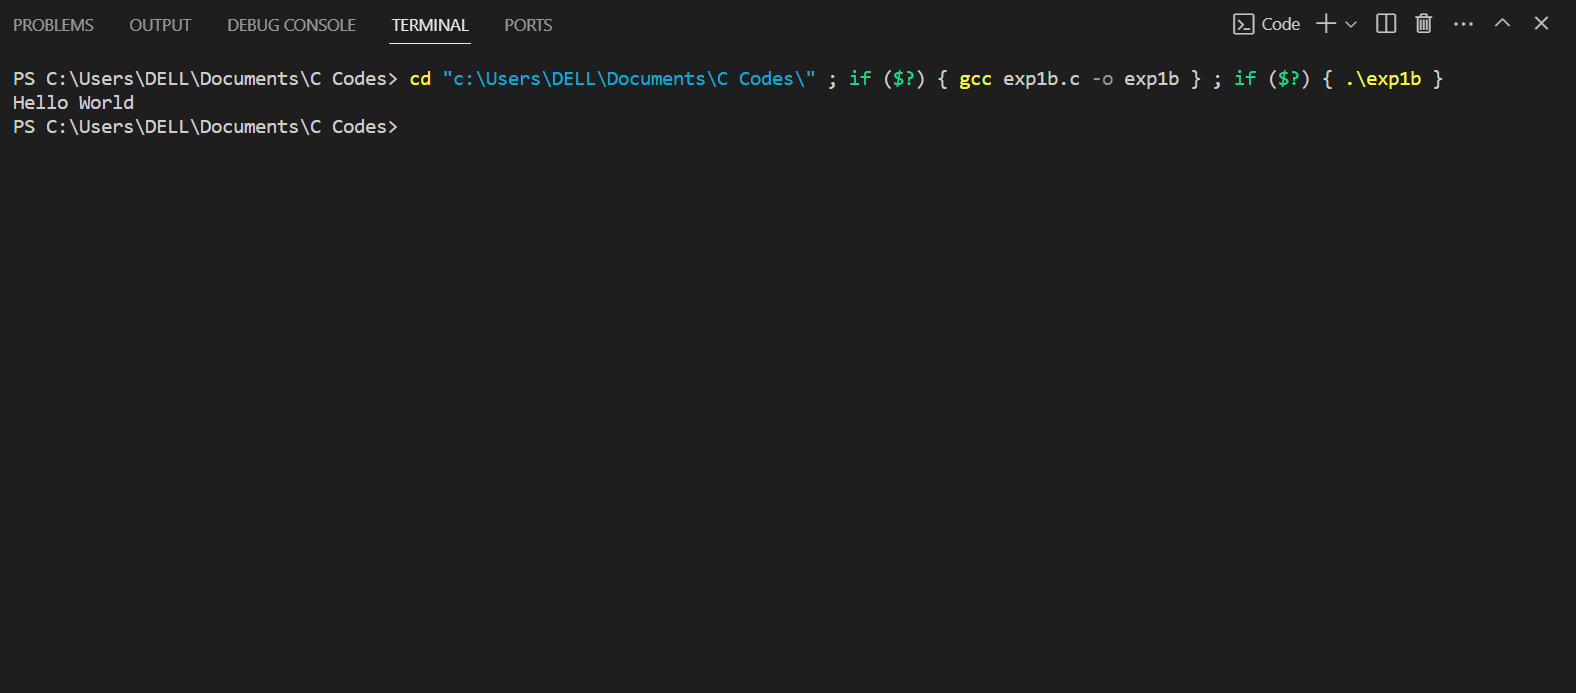 PROBLEMS OUTPUT DEBUG CONSOLE TERMINAL PORTS Code
PS C:\Users\DELL\Documents\C Codes> cd "c:\Users\DELL\Documents\C Codes\" ; if ($?) { gcc exp1b.c -o exp1b } ; if ($?) { .\exp1b }
Hello World
PS C:\Users\DELL\Documents\C Codes>